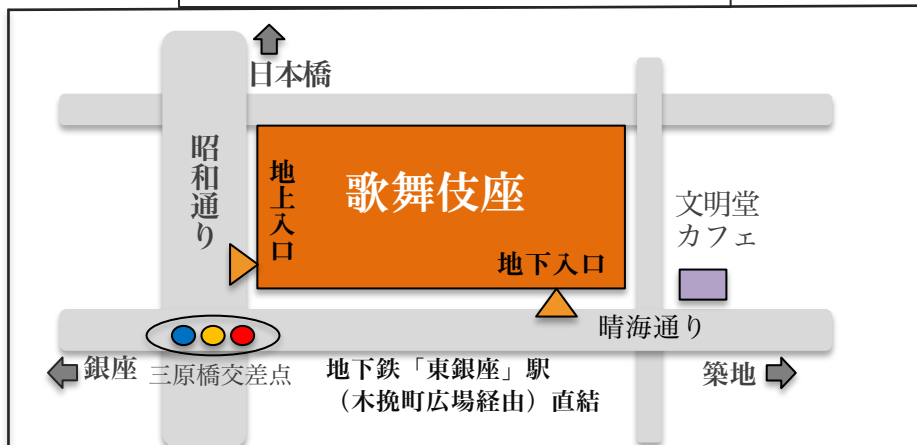 日本橋
昭和通り
地上入口
歌舞伎座
地下入口
文明堂
カフェ
晴海通り
銀座
三原橋交差点
地下鉄「東銀座」駅
（木挽町広場経由）直結
築地